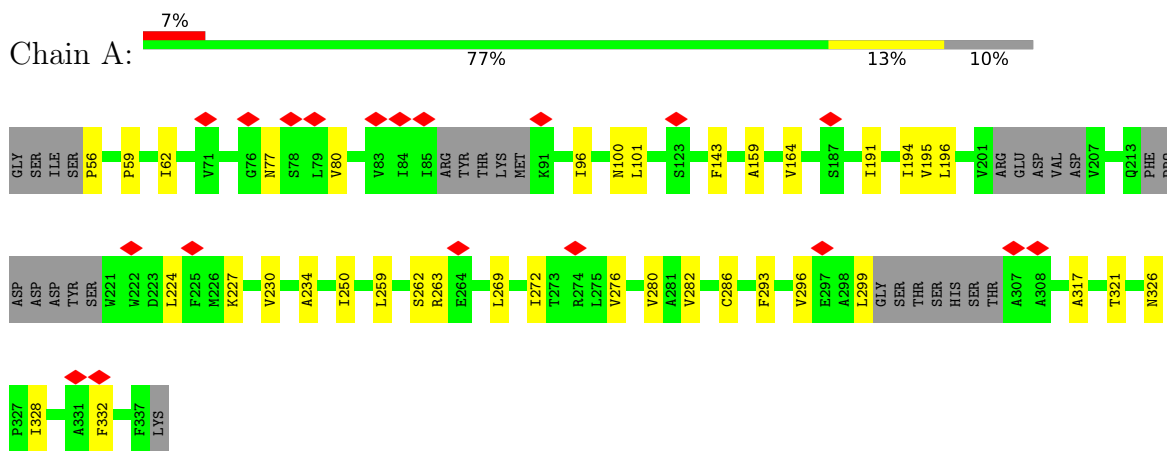 7%
Chain A:
77% 13% 10%
GLY SER ILE SER P56 P59 I62 V71 G76 N77 S78 L79 V80 V83 I84 I85 ARG TYR THR LYS MET K91 I96 N100 L101 S123 F143 A159 V164 S187 I191 I194 V195 L196 V201 ARG GLU ASP VAL ASP V207 Q213 PHE
ASP ASP ASP TYR SER W221 W222 D223 L224 F225 M226 K227 V230 A234 I250 L259 S262 R263 E264 L269 I272 T273 R274 L275 V276 V280 A281 V282 C286 F293 V296 E297 A298 L299 GLY SER THR SER HIS SER THR A307 A308 A317 T321 N326
P327 I328 A331 F332 F337 LYS